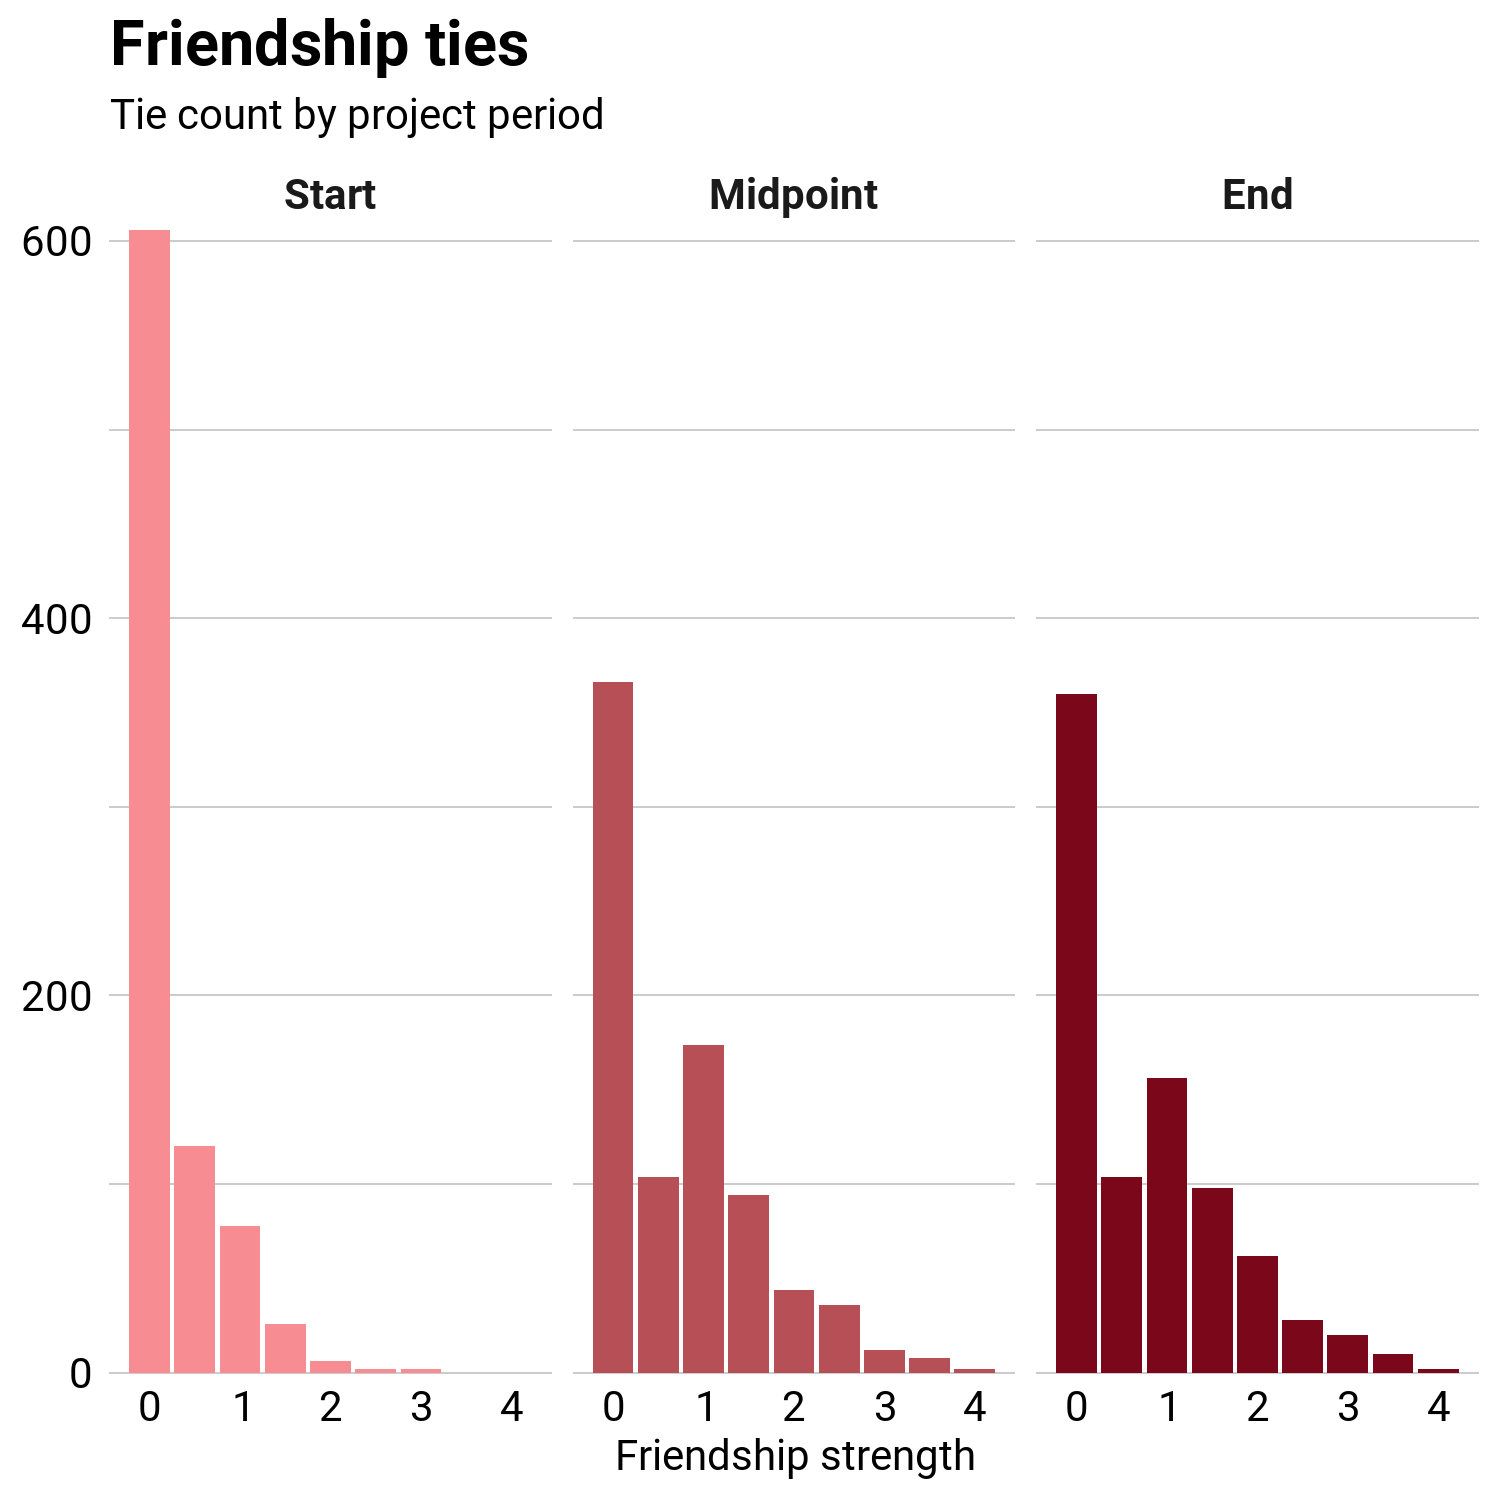 Friendship ties
Tie count by project period
Start Midpoint End
600
400
200
0
0 1 2 3 4 0 1 2 3 4 0 1 2 3 4
Friendship strength